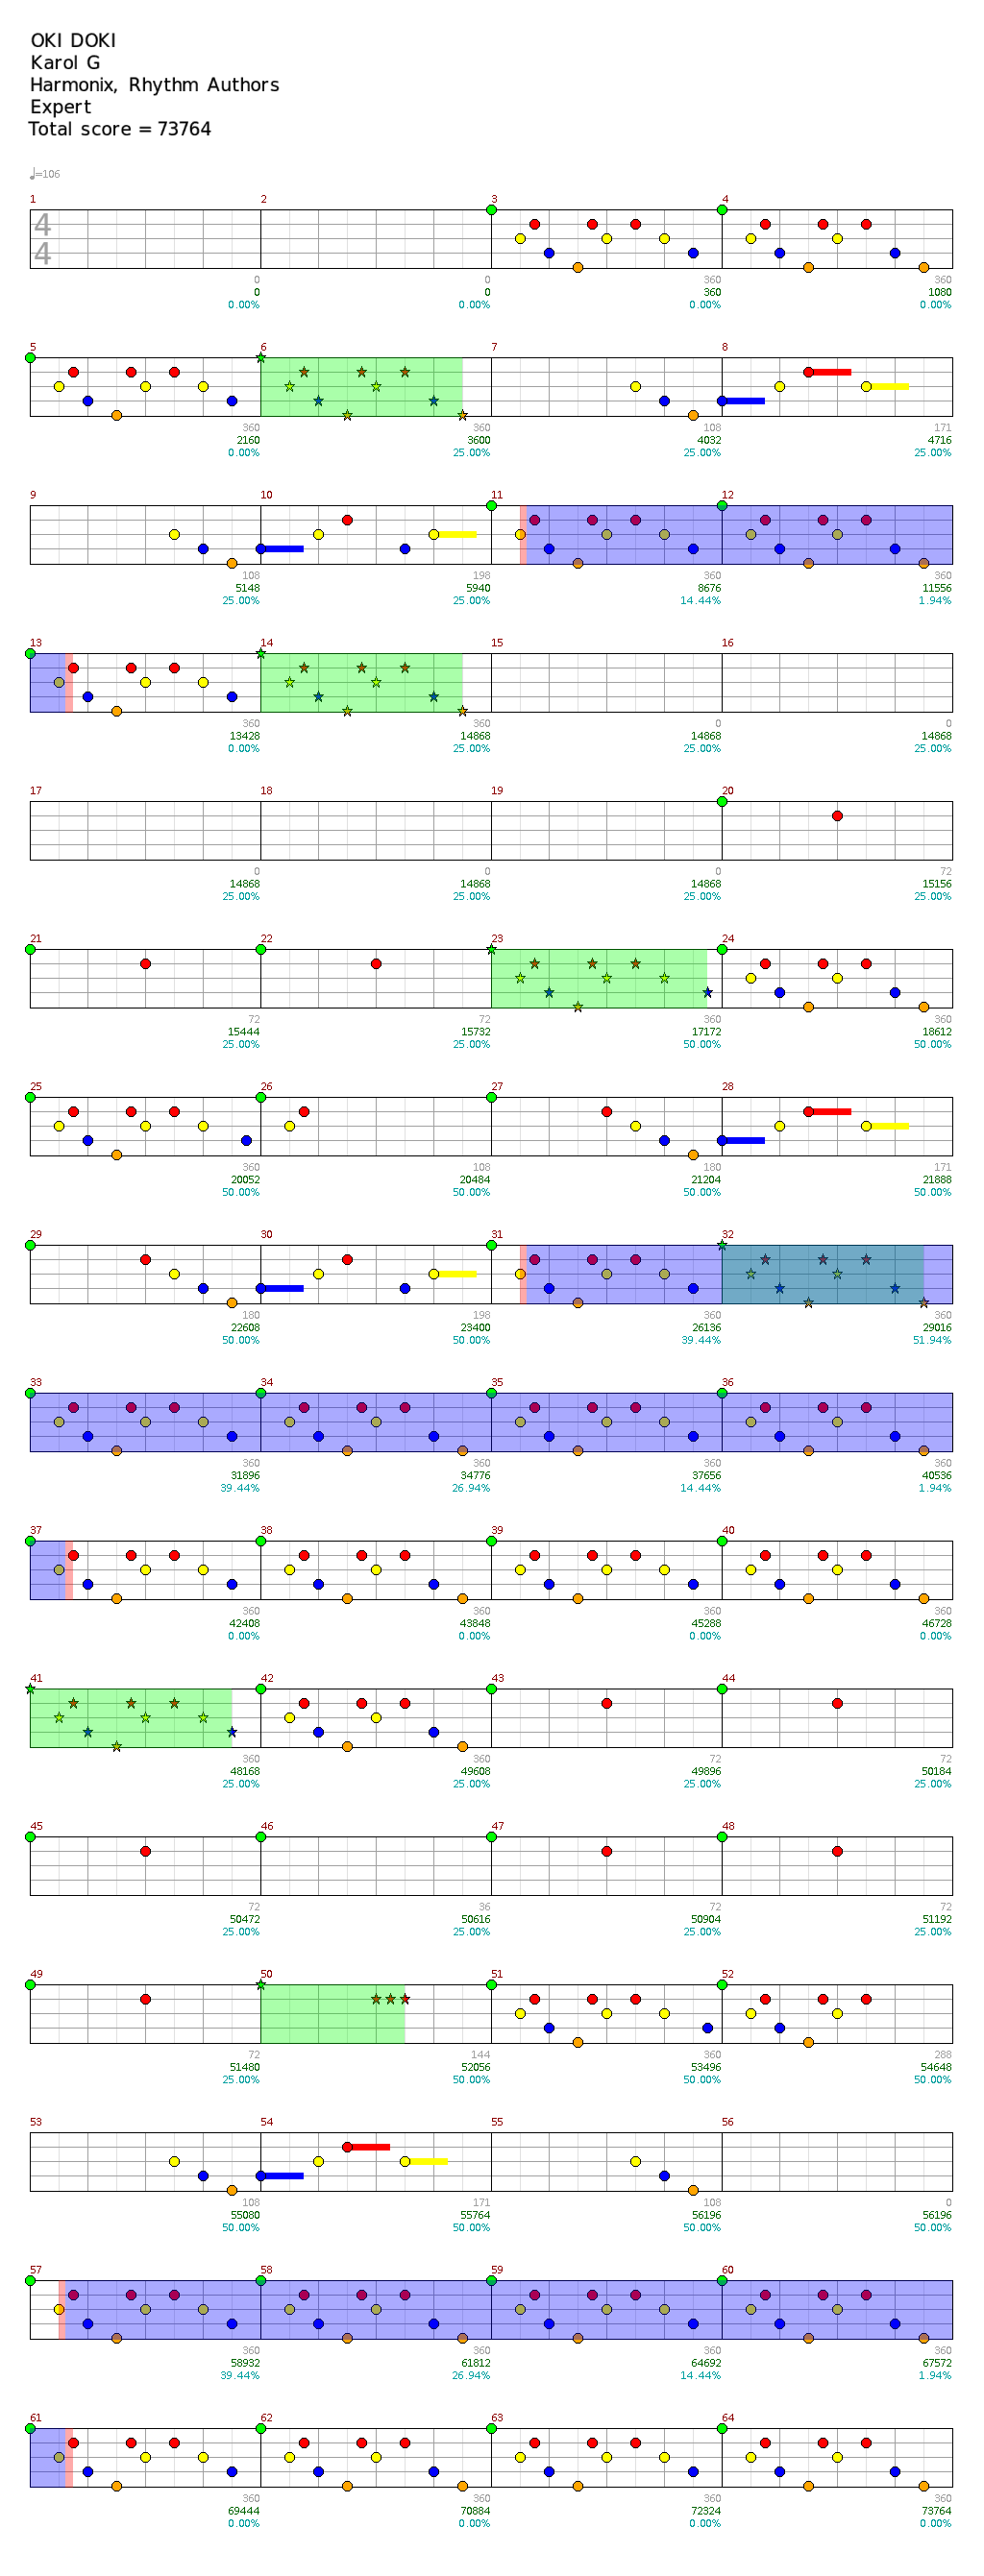 OKI DOKI
Karol G
Harmonix, Rhythm Authors
Expert
Total score = 73764
♩=106
1 2 3 4
4
4
0 0 360 360
0 0 360 1080
0.00% 0.00% 0.00% 0.00%
5 6 7 8
360 360 108 171
2160 3600 4032 4716
0.00% 25.00% 25.00% 25.00%
9 10 11 12
108 198 360 360
5148 5940 8676 11556
25.00% 25.00% 14.44% 1.94%
13 14 15 16
360 360 0 0
13428 14868 14868 14868
0.00% 25.00% 25.00% 25.00%
17 18 19 20
0 0 0 72
14868 14868 14868 15156
25.00% 25.00% 25.00% 25.00%
21 22 23 24
72 72 360 360
15444 15732 17172 18612
25.00% 25.00% 50.00% 50.00%
25 26 27 28
360 108 180 171
20052 20484 21204 21888
50.00% 50.00% 50.00% 50.00%
29 30 31 32
180 198 360 360
22608 23400 26136 29016
50.00% 50.00% 39.44% 51.94%
33 34 35 36
360 360 360 360
31896 34776 37656 40536
39.44% 26.94% 14.44% 1.94%
37 38 39 40
360 360 360 360
42408 43848 45288 46728
0.00% 0.00% 0.00% 0.00%
41 42 43 44
360 360 72 72
48168 49608 49896 50184
25.00% 25.00% 25.00% 25.00%
45 46 47 48
72 36 72 72
50472 50616 50904 51192
25.00% 25.00% 25.00% 25.00%
49 50 51 52
72 144 360 288
51480 52056 53496 54648
25.00% 50.00% 50.00% 50.00%
53 54 55 56
108 171 108 0
55080 55764 56196 56196
50.00% 50.00% 50.00% 50.00%
57 58 59 60
360 360 360 360
58932 61812 64692 67572
39.44% 26.94% 14.44% 1.94%
61 62 63 64
360 360 360 360
69444 70884 72324 73764
0.00% 0.00% 0.00% 0.00%